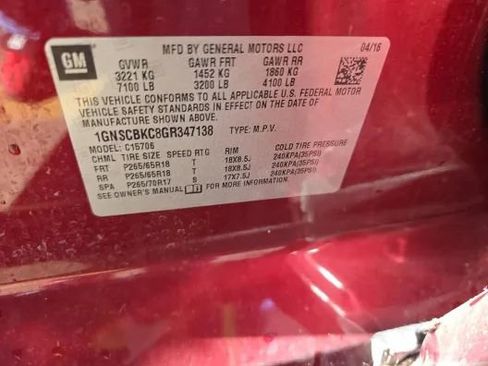 GM
MFD BY GENERAL MOTORS LLC 04/16
GVWR GAWR FRT GAWR RR
3221 KG 1452 KG 1860 KG
7100 LB 3200 LB 4100 LB
THIS VEHICLE CONFORMS TO ALL APPLICABLE U.S. FEDERAL MOTOR
VEHICLE SAFETY STANDARDS IN EFFECT ON THE DATE OF
MANUFACTURE SHOWN ABOVE.
1GNSCBKC8GR347138 TYPE: M.P.V.
MODEL: C15706
CHML TIRE SIZE SPEED RTG RIM COLD TIRE PRESSURE
FRT P265/65R18 T 18X8.5J 240KPA(35PSI)
RR P265/65R18 T 18X8.5J 240KPA(35PSI)
SPA P265/70R17 S 17X7.5J 240KPA(35PSI)
SEE OWNER'S MANUAL FOR MORE INFORMATION.